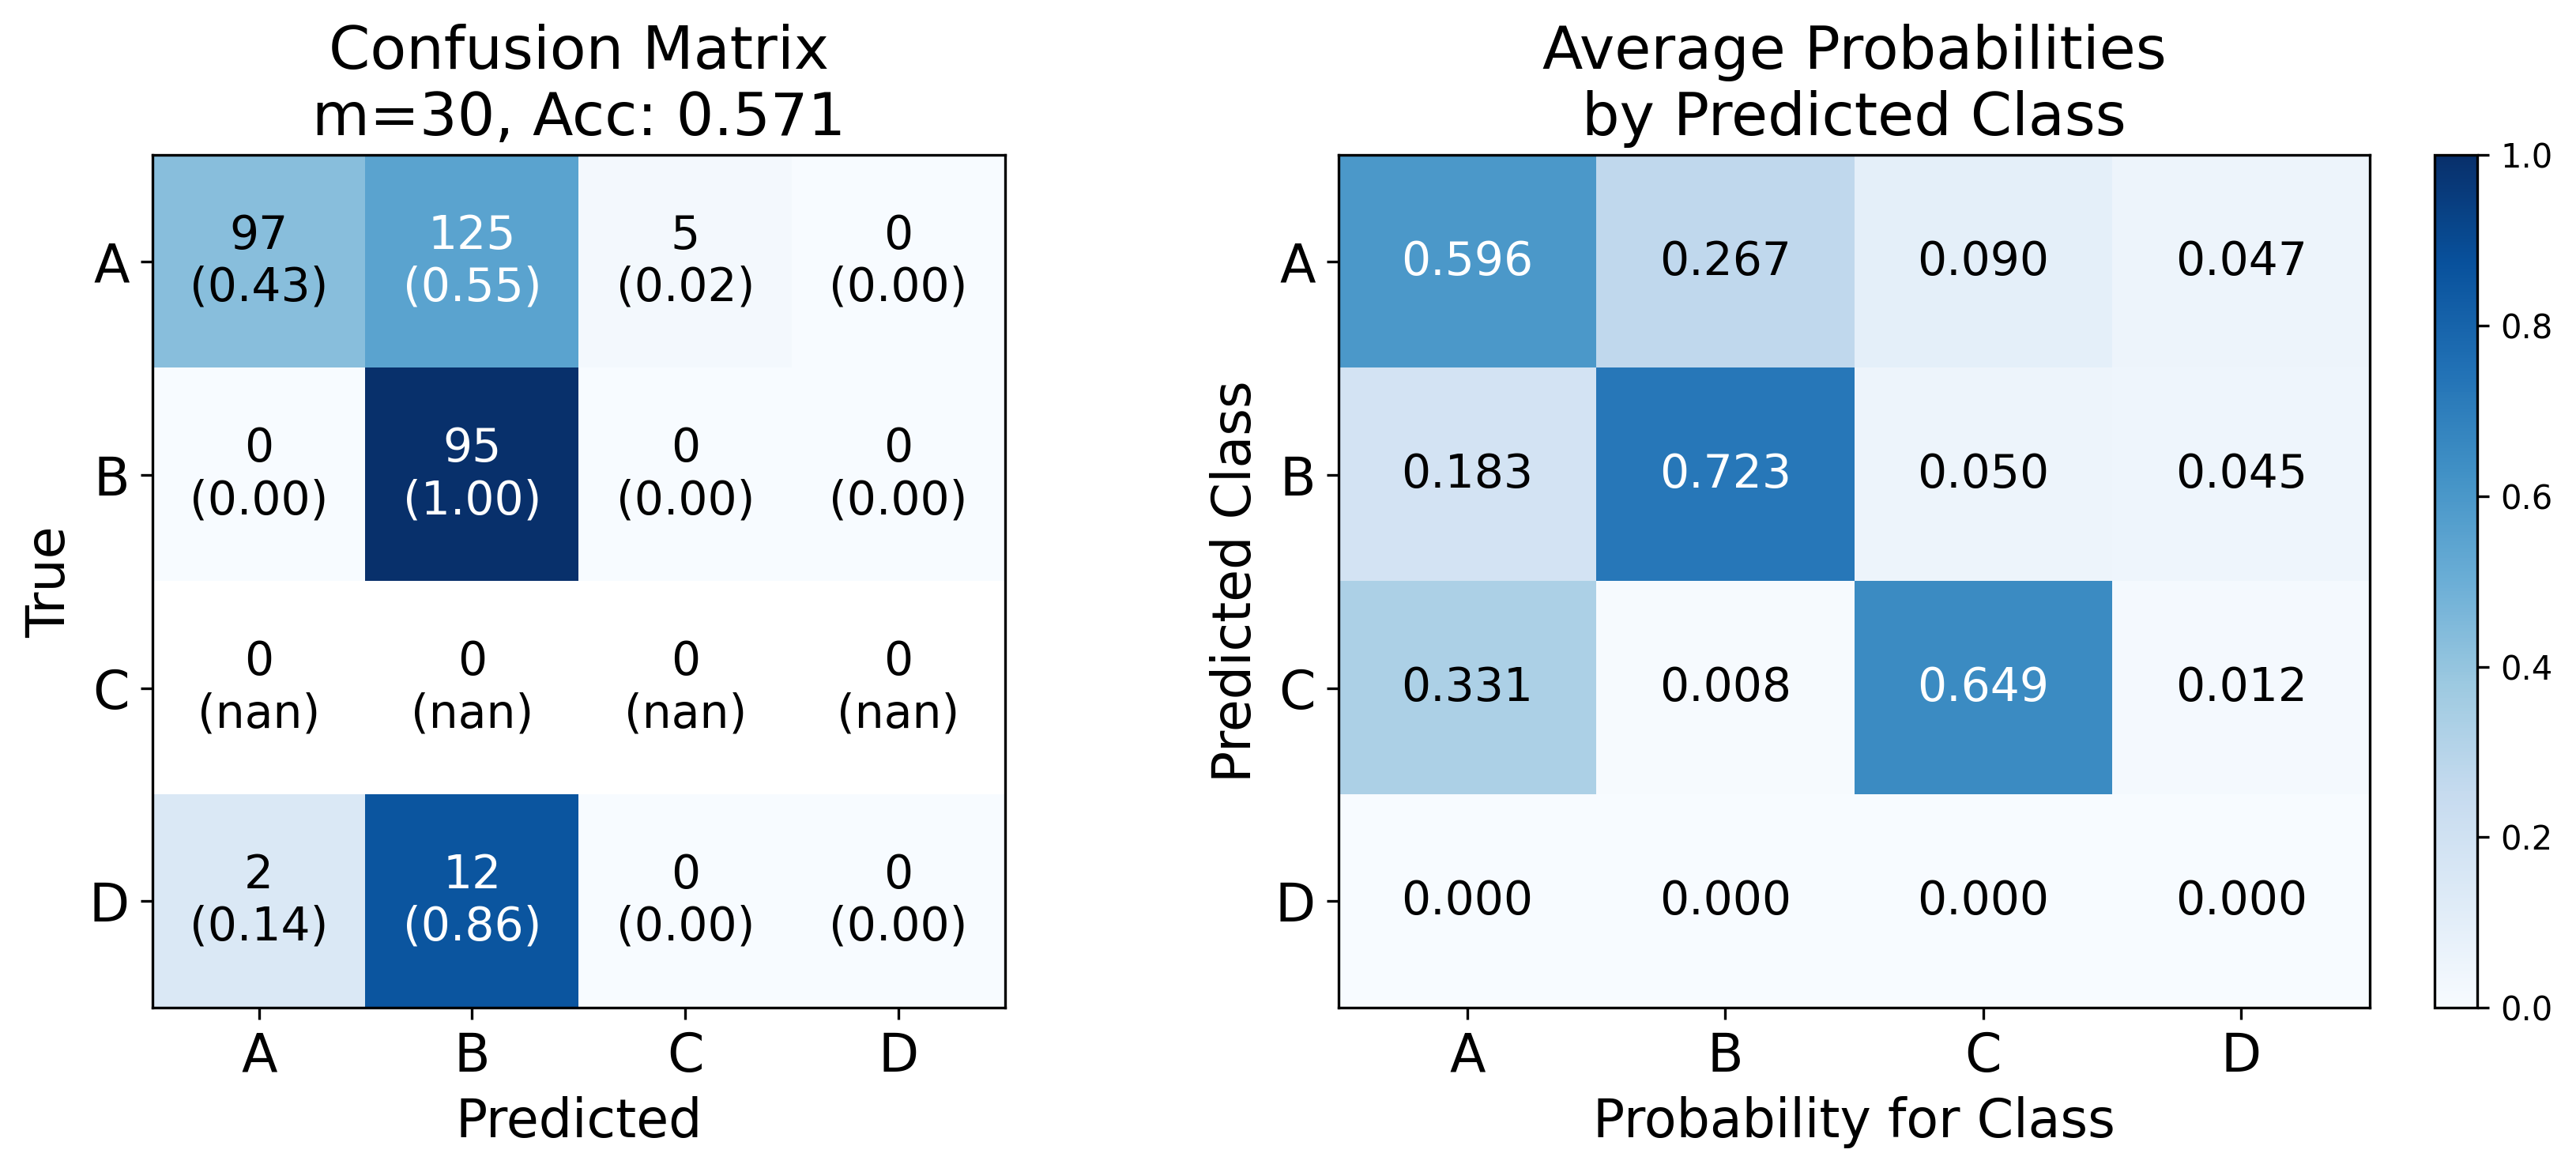 Confusion Matrix
m=30, Acc: 0.571
97 125 5 0
A (0.43) (0.55) (0.02) (0.00)
0 95 0 0
B (0.00) (1.00) (0.00) (0.00)
True
0 0 0 0
C (nan) (nan) (nan) (nan)
2 12 0 0
D (0.14) (0.86) (0.00) (0.00)
A B C D
Predicted
Average Probabilities
by Predicted Class
A 0.596 0.267 0.090 0.047
B 0.183 0.723 0.050 0.045
Predicted Class
C 0.331 0.008 0.649 0.012
D 0.000 0.000 0.000 0.000
A B C D
Probability for Class
1.0
0.8
0.6
0.4
0.2
0.0